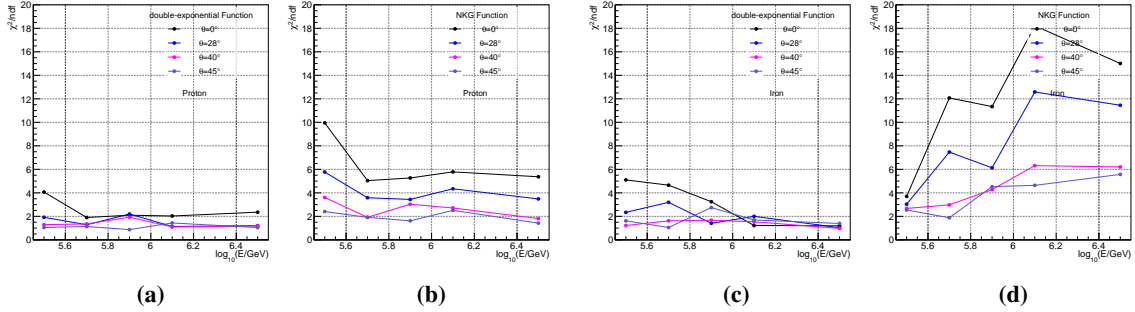 χ²/ndf
20
18
16
14
12
10
8
6
4
2
0
5.6 5.8 6 6.2 6.4
log₁₀(E/GeV)
double-exponential Function
θ=0°
θ=28°
θ=40°
θ=45°
Proton
(a)
χ²/ndf
20
18
16
14
12
10
8
6
4
2
0
5.6 5.8 6 6.2 6.4
log₁₀(E/GeV)
NKG Function
θ=0°
θ=28°
θ=40°
θ=45°
Proton
(b)
χ²/ndf
20
18
16
14
12
10
8
6
4
2
0
5.6 5.8 6 6.2 6.4
log₁₀(E/GeV)
double-exponential Function
θ=0°
θ=28°
θ=40°
θ=45°
Iron
(c)
χ²/ndf
20
18
16
14
12
10
8
6
4
2
0
5.6 5.8 6 6.2 6.4
log₁₀(E/GeV)
NKG Function
θ=0°
θ=28°
θ=40°
θ=45°
Iron
(d)